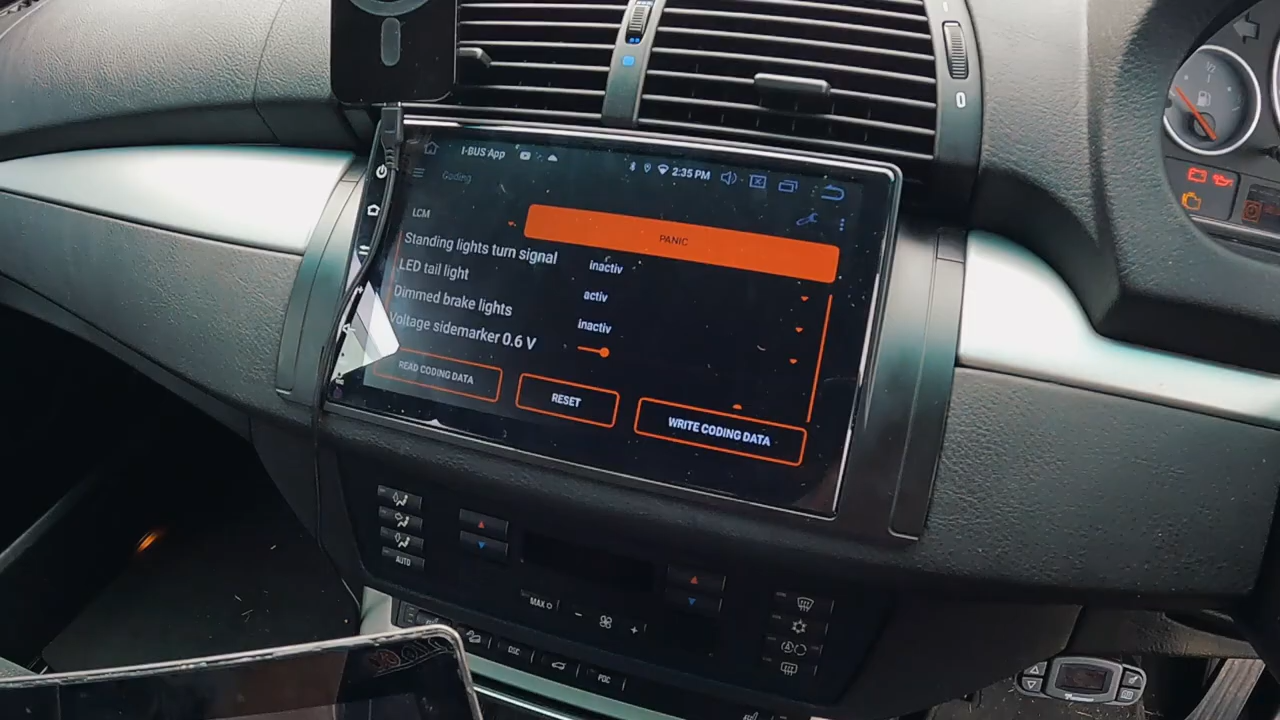 I-BUS App
2:35 PM
Coding
LCM
PANIC
Standing lights turn signal
inactiv
LED tail light
activ
Dimmed brake lights
inactiv
Voltage sidemarker 0.6 V
READ CODING DATA
RESET
WRITE CODING DATA
0
AUTO
MAX
DSC
PDC